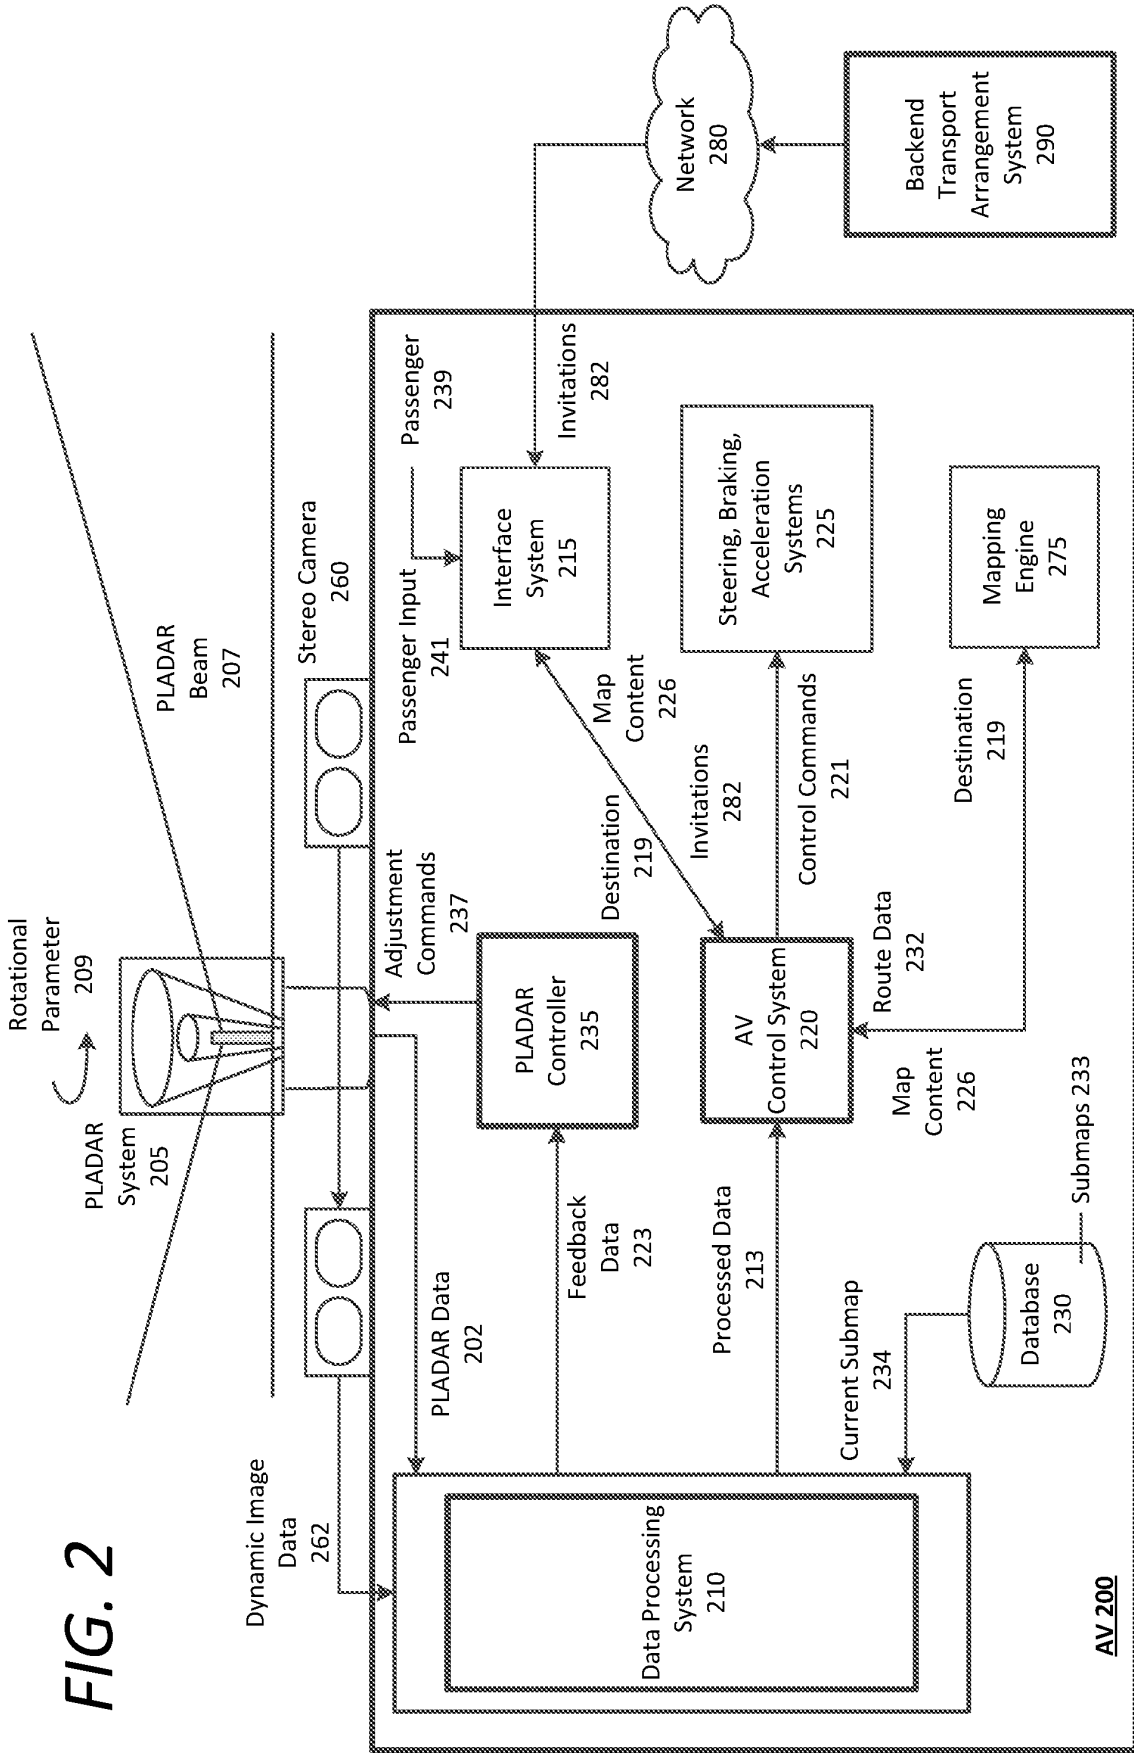 FIG. 2
Rotational
Parameter
209
PLADAR
System
205
PLADAR
Beam
207
Dynamic Image
Data
262
Stereo Camera
260
PLADAR Data
202
Adjustment
Commands
237
Passenger Input
241
Passenger
239
Data Processing
System
210
Feedback
Data
223
PLADAR
Controller
235
Interface
System
215
Invitations
282
Network
280
Backend
Transport
Arrangement
System
290
Destination
219
Map
Content
226
Invitations
282
Processed Data
213
AV
Control System
220
Control Commands
221
Steering, Braking,
Acceleration
Systems
225
Current Submap
234
Map
Content
226
Route Data
232
Destination
219
Mapping
Engine
275
Database
230
Submaps 233
AV 200